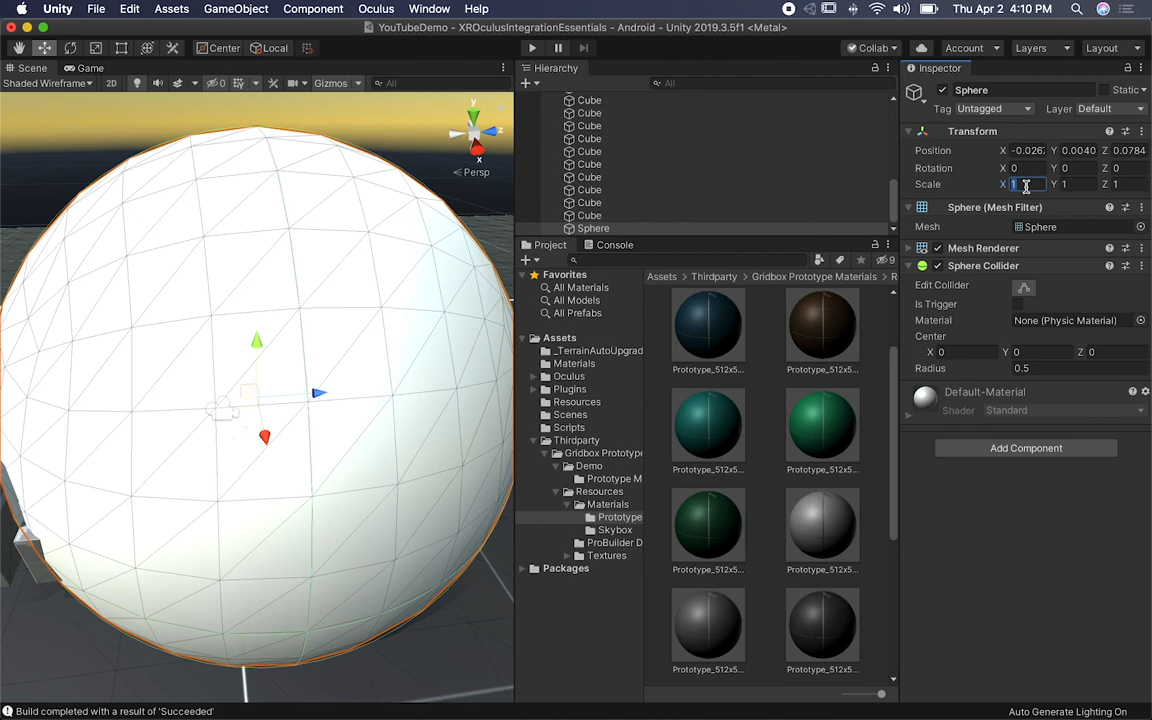 Unity File Edit Assets GameObject Component Oculus Window Help Thu Apr 2 4:10 PM
YouTubeDemo - XROculusIntegrationEssentials - Android - Unity 2019.3.5f1 <Metal>
Center Local Collab Account Layers Layout
Scene Game
Shaded Wireframe 2D 0 Gizmos All
y
z
x
Persp
Hierarchy
All
Cube
Cube
Cube
Cube
Cube
Cube
Cube
Cube
Cube
Cube
Sphere
Project Console
9
Favorites
All Materials
All Models
All Prefabs
Assets
_TerrainAutoUpgrad
Materials
Oculus
Plugins
Resources
Scenes
Scripts
Thirdparty
Gridbox Prototype
Demo
Prototype M
Resources
Materials
Prototype
Skybox
ProBuilder D
Textures
Packages
Assets > Thirdparty > Gridbox Prototype Materials > R
Prototype_512x5... Prototype_512x5...
Prototype_512x5... Prototype_512x5...
Prototype_512x5... Prototype_512x5...
Prototype_512x5... Prototype_512x5...
Inspector
Sphere Static
Tag Untagged Layer Default
Transform
Position X -0.026 Y 0.0040 Z 0.0784
Rotation X 0 Y 0 Z 0
Scale X 1 Y 1 Z 1
Sphere (Mesh Filter)
Mesh Sphere
Mesh Renderer
Sphere Collider
Edit Collider
Is Trigger
Material None (Physic Material)
Center
X 0 Y 0 Z 0
Radius 0.5
Default-Material
Shader Standard
Add Component
Build completed with a result of 'Succeeded' Auto Generate Lighting On